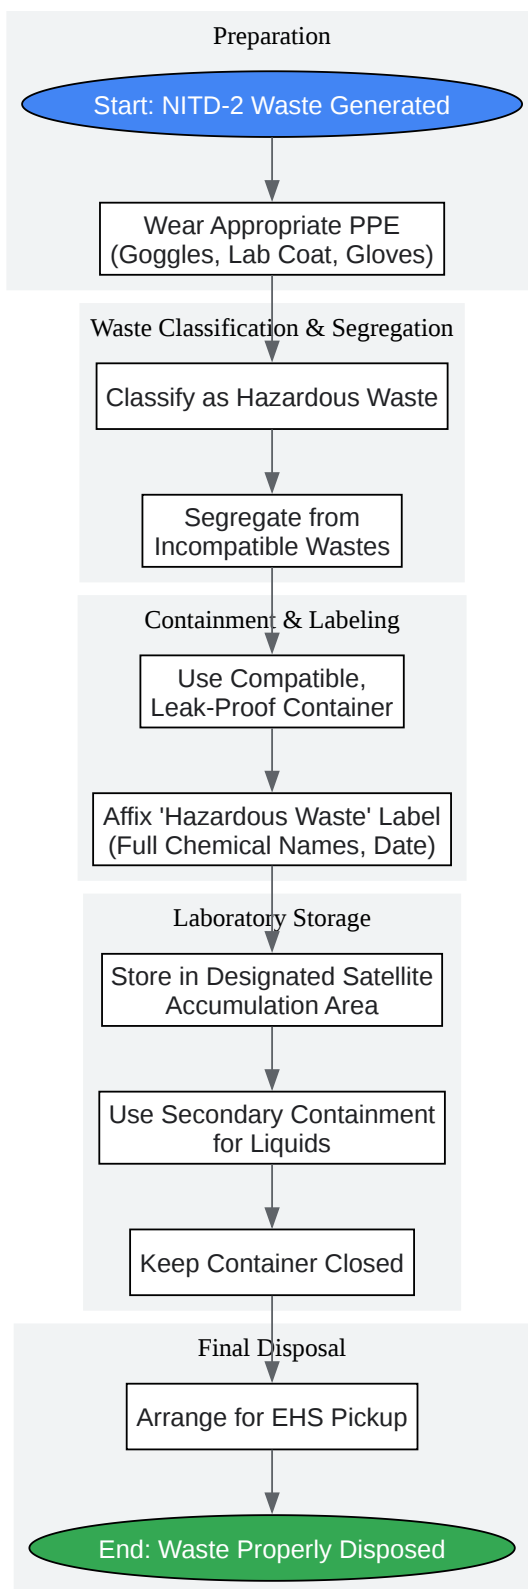 Preparation
Start: NITD-2 Waste Generated
Wear Appropriate PPE
(Goggles, Lab Coat, Gloves)
Waste Classification & Segregation
Classify as Hazardous Waste
Segregate from
Incompatible Wastes
Containment & Labeling
Use Compatible,
Leak-Proof Container
Affix 'Hazardous Waste' Label
(Full Chemical Names, Date)
Laboratory Storage
Store in Designated Satellite
Accumulation Area
Use Secondary Containment
for Liquids
Keep Container Closed
Final Disposal
Arrange for EHS Pickup
End: Waste Properly Disposed